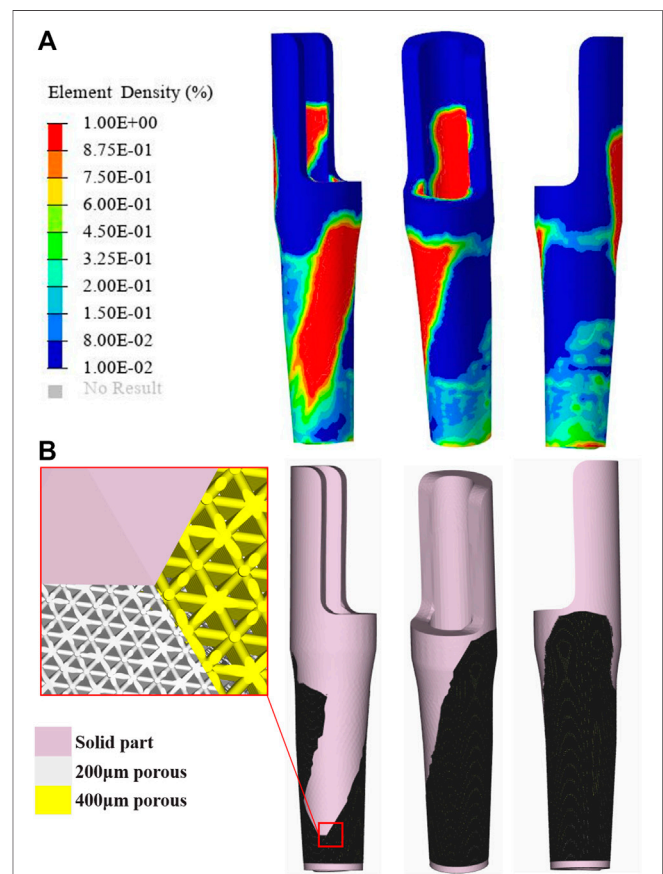 A
Element Density (%)
1.00E+00
8.75E-01
7.50E-01
6.00E-01
4.50E-01
3.25E-01
2.00E-01
1.50E-01
8.00E-02
1.00E-02
No Result
B
Solid part
200μm porous
400μm porous